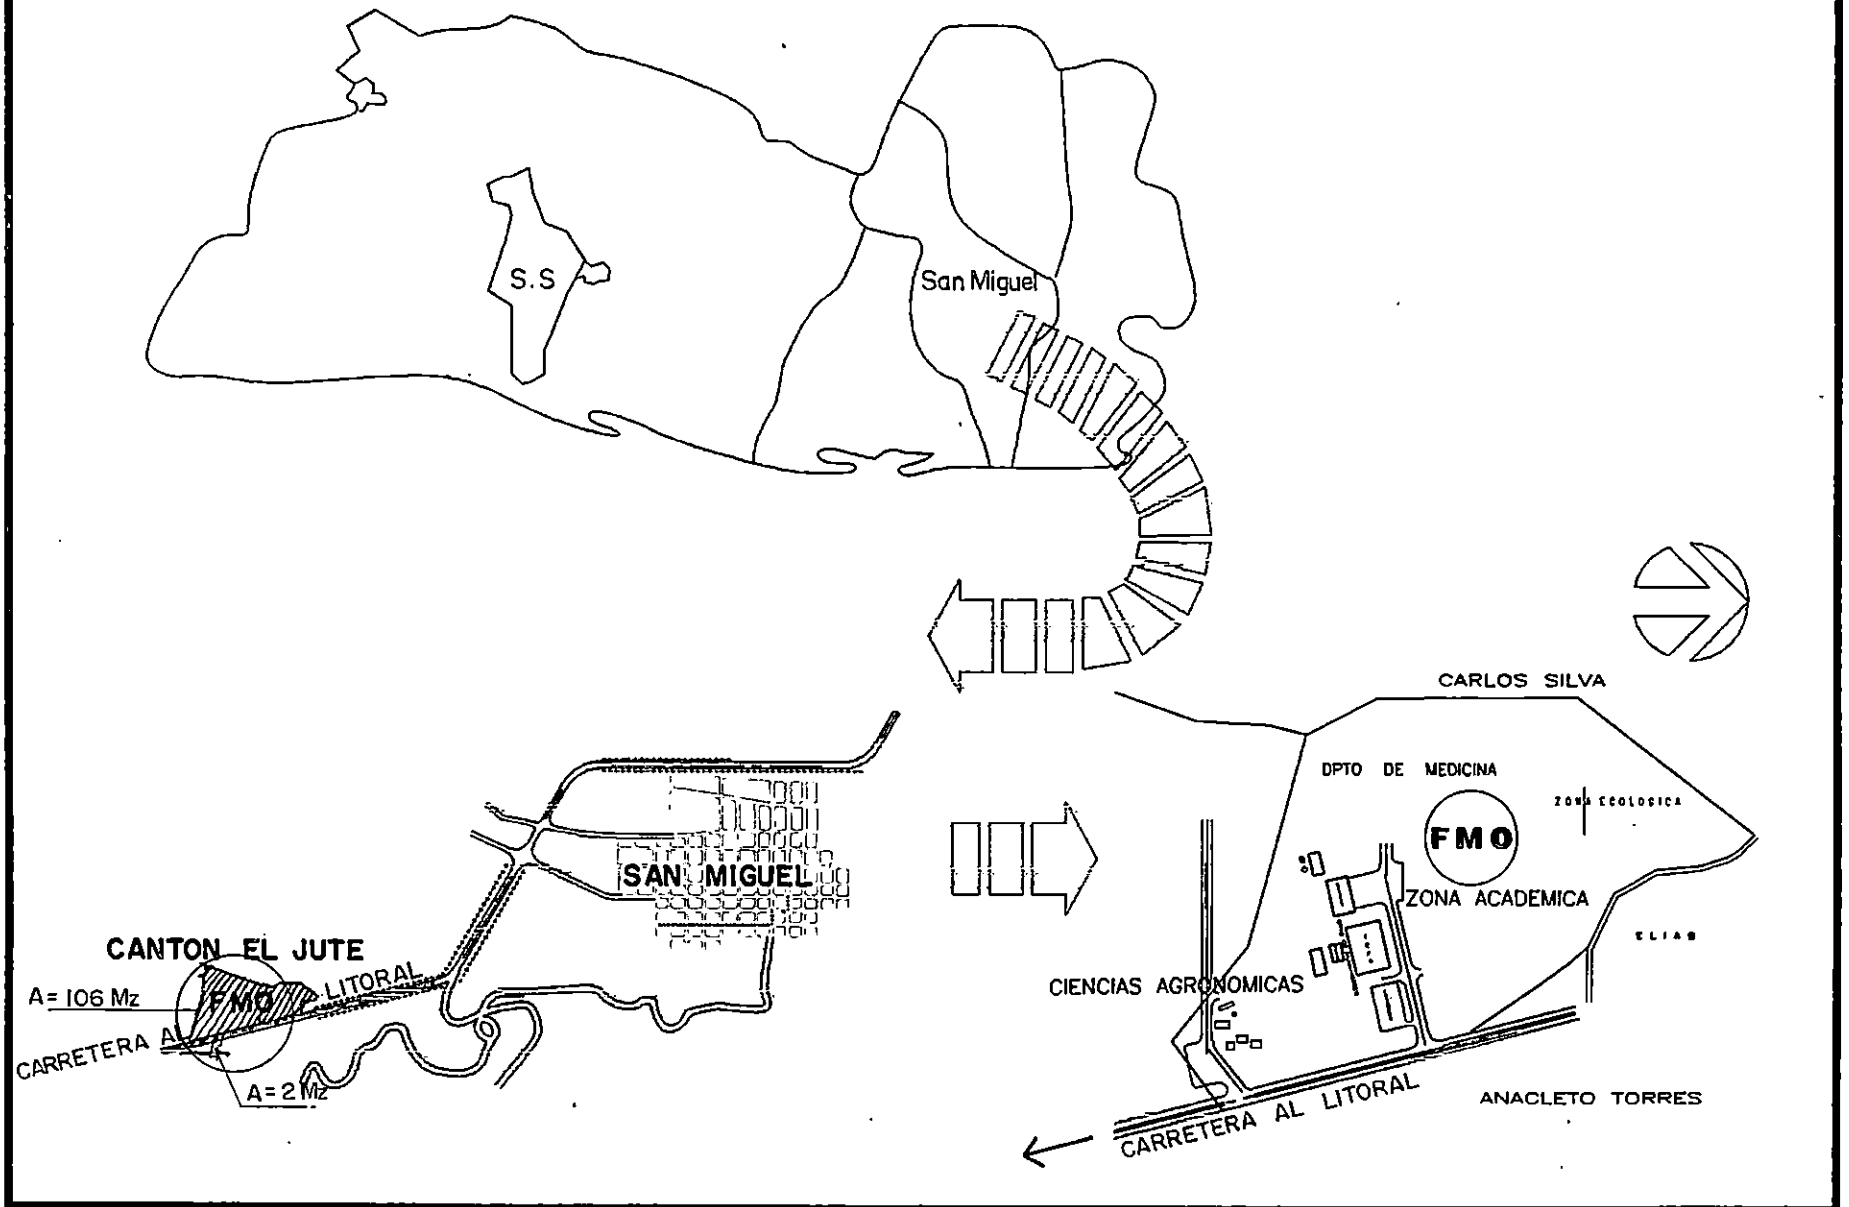 S.S
San Miguel
CARLOS SILVA
DPTO DE MEDICINA
ZONA ECOLOGICA
FMO
ZONA ACADEMICA
ELIAS
SAN MIGUEL
CANTON EL JUTE
A = 106 Mz
FMO
CARRETERA AL LITORAL
A = 2 Mz
CIENCIAS AGRONOMICAS
CARRETERA AL LITORAL
ANACLETO TORRES